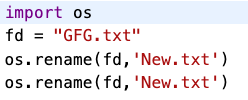 import os
fd = "GFG.txt"
os.rename(fd,'New.txt')
os.rename(fd,'New.txt')